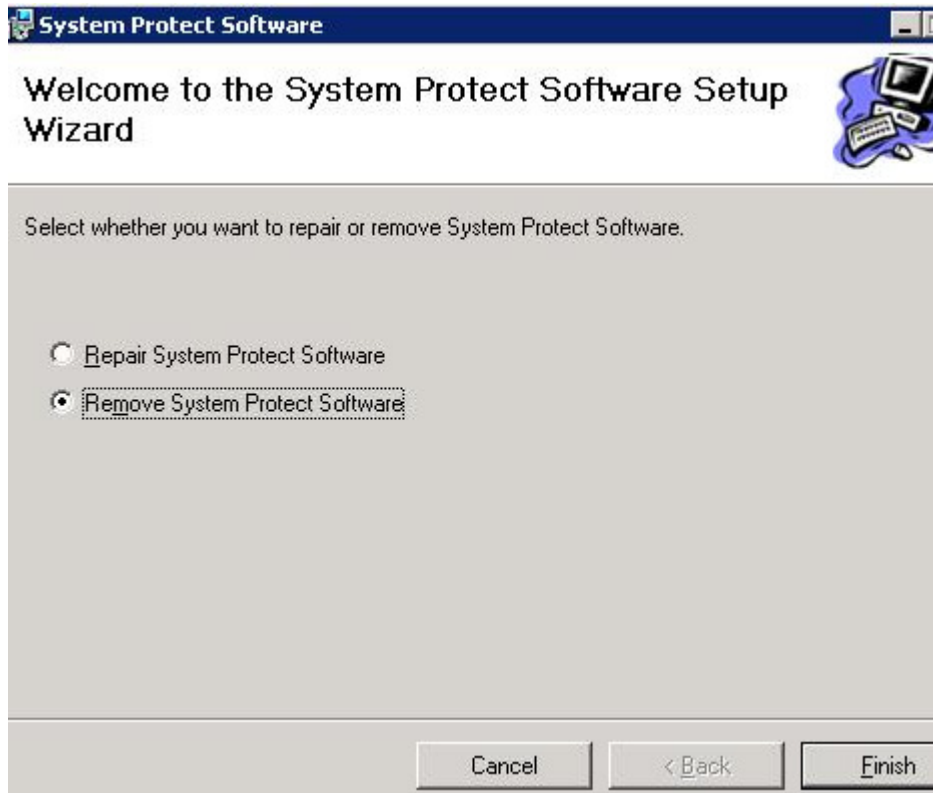 System Protect Software
Welcome to the System Protect Software Setup
Wizard
Select whether you want to repair or remove System Protect Software.
Repair System Protect Software
Remove System Protect Software
Cancel
< Back
Finish